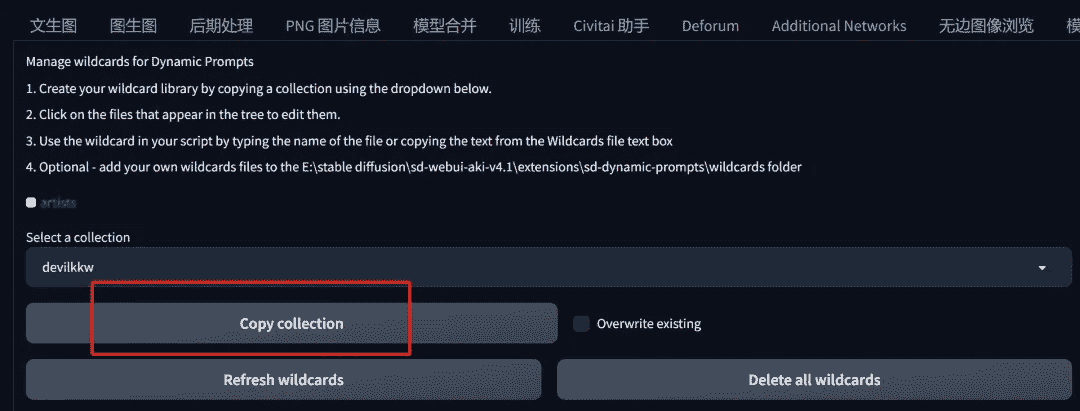 文生图 图生图 后期处理 PNG 图片信息 模型合并 训练 Civitai 助手 Deforum Additional Networks 无边图像浏览
Manage wildcards for Dynamic Prompts
1. Create your wildcard library by copying a collection using the dropdown below.
2. Click on the files that appear in the tree to edit them.
3. Use the wildcard in your script by typing the name of the file or copying the text from the Wildcards file text box
4. Optional - add your own wildcards files to the E:\stable diffusion\sd-webui-aki-v4.1\extensions\sd-dynamic-prompts\wildcards folder
artists
Select a collection
devilkkw
Copy collection Overwrite existing
Refresh wildcards Delete all wildcards